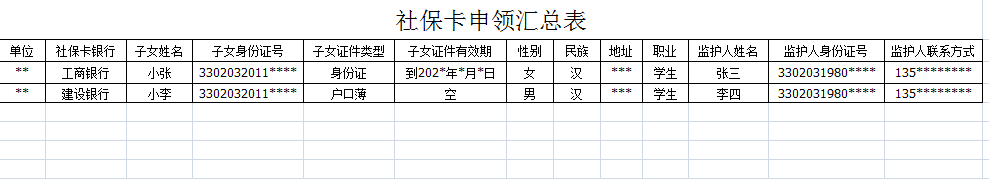 社保卡申领汇总表
单位 社保卡银行 子女姓名 子女身份证号 子女证件类型 子女证件有效期 性别 民族 地址 职业 监护人姓名 监护人身份证号 监护人联系方式
** 工商银行 小张 3302032011**** 身份证 到202*年*月*日 女 汉 *** 学生 张三 3302031980**** 135********
** 建设银行 小李 3302032011**** 户口薄 空 男 汉 *** 学生 李四 3302031980**** 135********